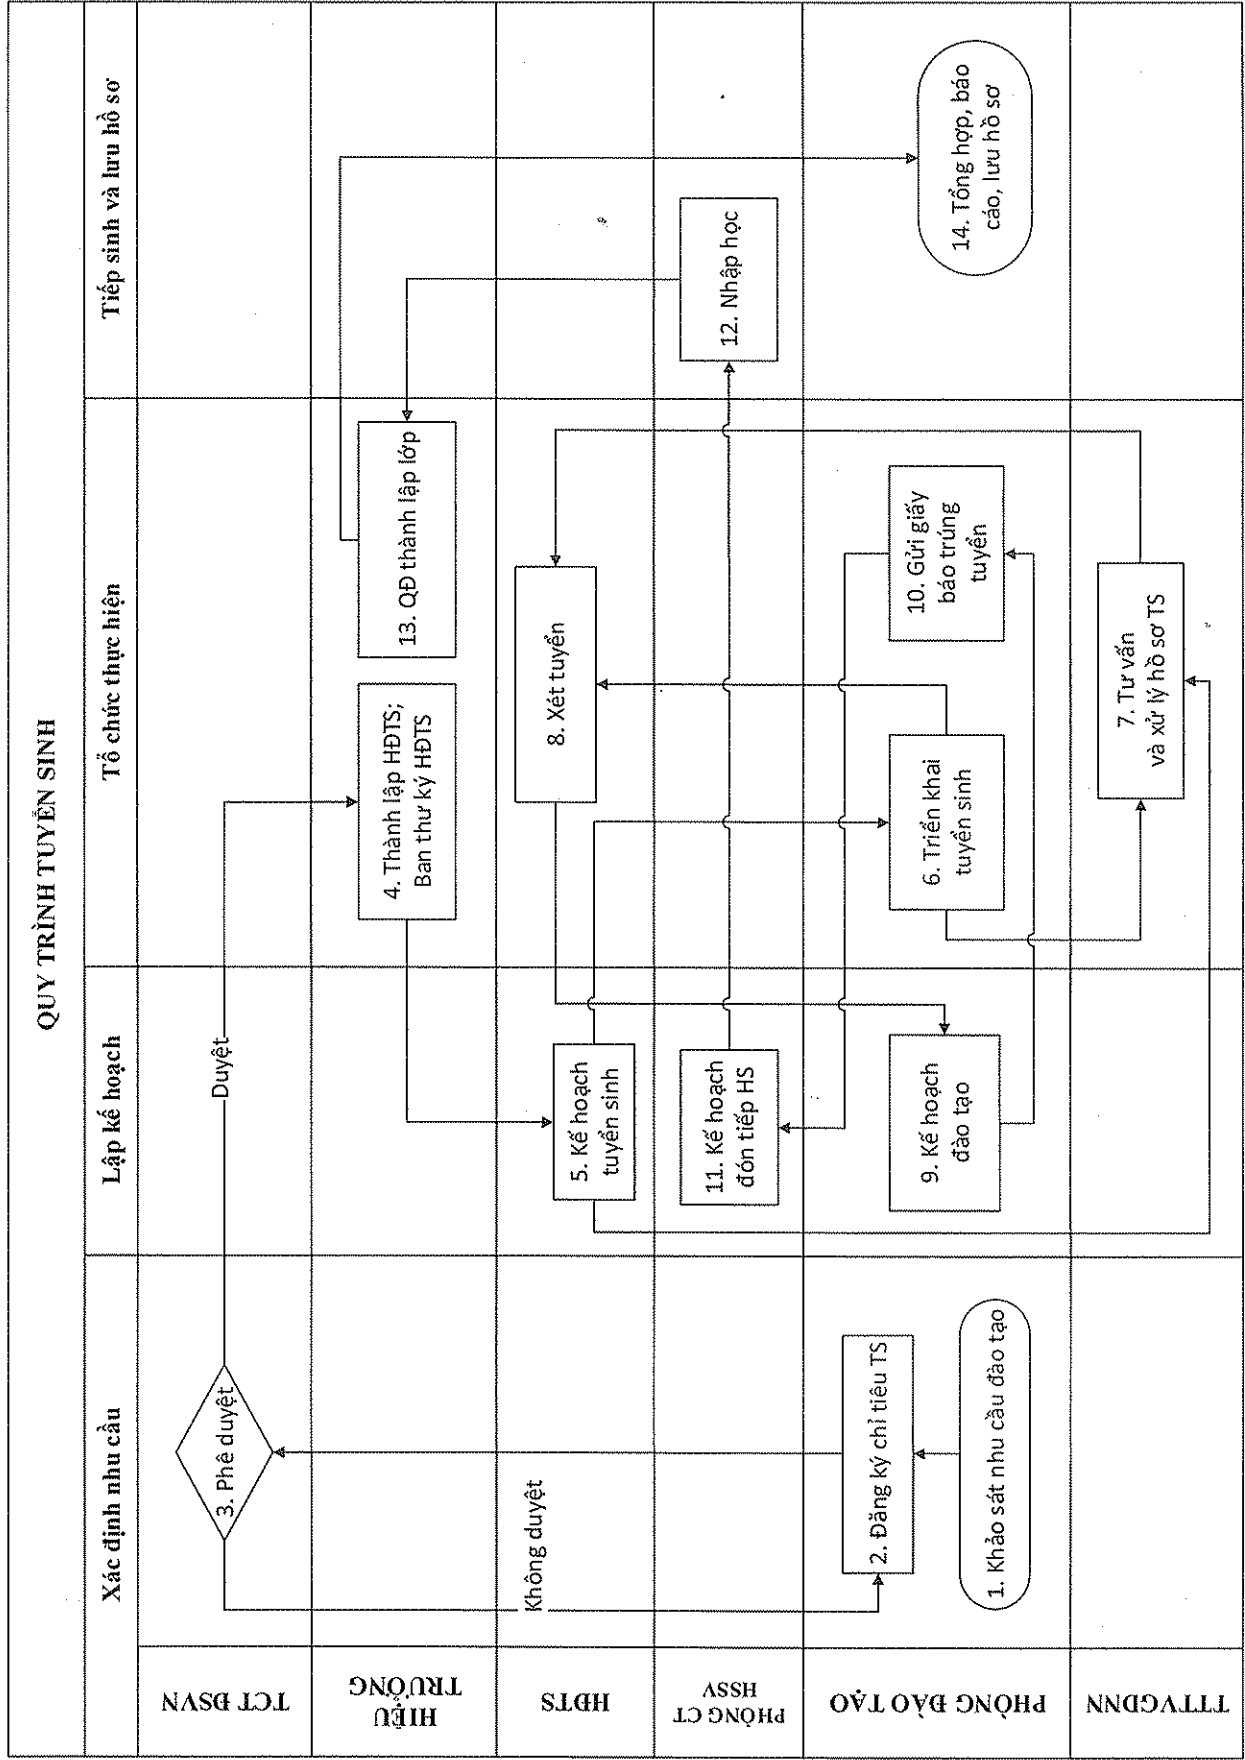 QUY TRÌNH TUYỂN SINH
Xác định nhu cầu
Lập kế hoạch
Tổ chức thực hiện
Tiếp sinh và lưu hồ sơ
TCT ĐSVN
3. Phê duyệt
Duyệt
HIỆU
TRƯỞNG
4. Thành lập HĐTS;
Ban thư ký HĐTS
13. QĐ thành lập lớp
HĐTS
Không duyệt
5. Kế hoạch
tuyển sinh
8. Xét tuyển
PHÒNG CT
HSSV
11. Kế hoạch
đón tiếp HS
12. Nhập học
PHÒNG ĐÀO TẠO
2. Đăng ký chỉ tiêu TS
1. Khảo sát nhu cầu đào tạo
9. Kế hoạch
đào tạo
6. Triển khai
tuyển sinh
10. Gửi giấy
báo trúng
tuyển
14. Tổng hợp, báo
cáo, lưu hồ sơ
TTTVGDNN
7. Tư vấn
và xử lý hồ sơ TS